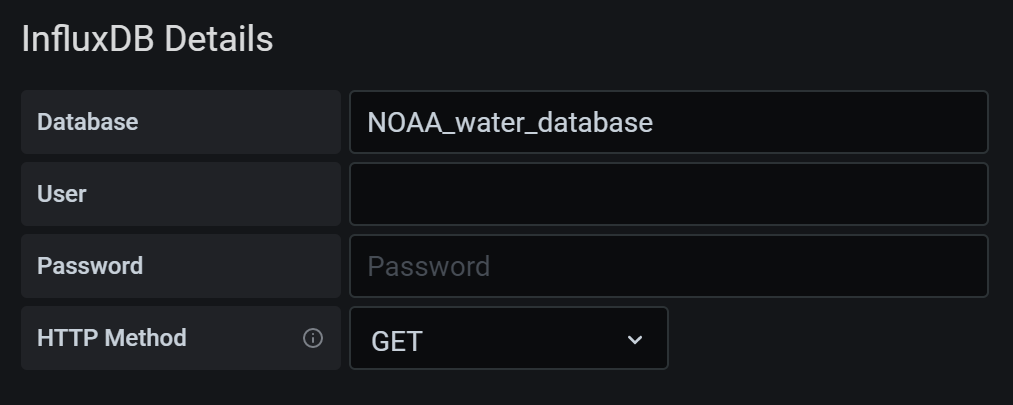 InfluxDB Details
Database NOAA_water_database
User
Password Password
HTTP Method GET